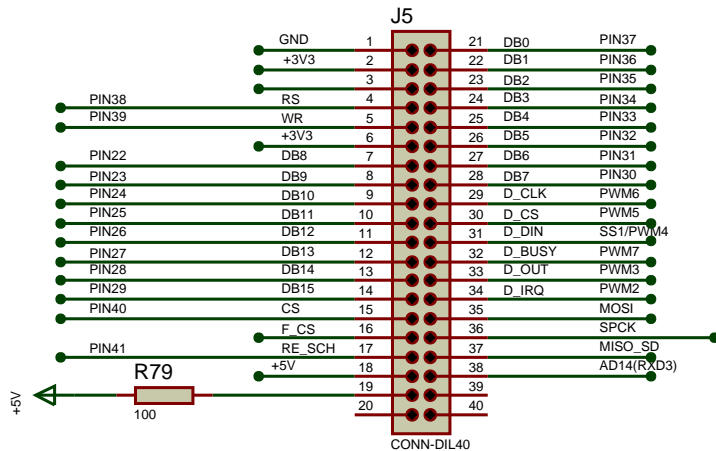 J5
GND 1 21 DB0 PIN37
+3V3 2 22 DB1 PIN36
3 23 DB2 PIN35
PIN38 RS 4 24 DB3 PIN34
PIN39 WR 5 25 DB4 PIN33
+3V3 6 26 DB5 PIN32
PIN22 DB8 7 27 DB6 PIN31
PIN23 DB9 8 28 DB7 PIN30
PIN24 DB10 9 29 D_CLK PWM6
PIN25 DB11 10 30 D_CS PWM5
PIN26 DB12 11 31 D_DIN SS1/PWM4
PIN27 DB13 12 32 D_BUSY PWM7
PIN28 DB14 13 33 D_OUT PWM3
PIN29 DB15 14 34 D_IRQ PWM2
PIN40 CS 15 35 MOSI
F_CS 16 36 SPCK
PIN41 RE_SCH 17 37 MISO_SD
R79 +5V 18 38 AD14(RXD3)
+5V 19 39
100 20 40
CONN-DIL40